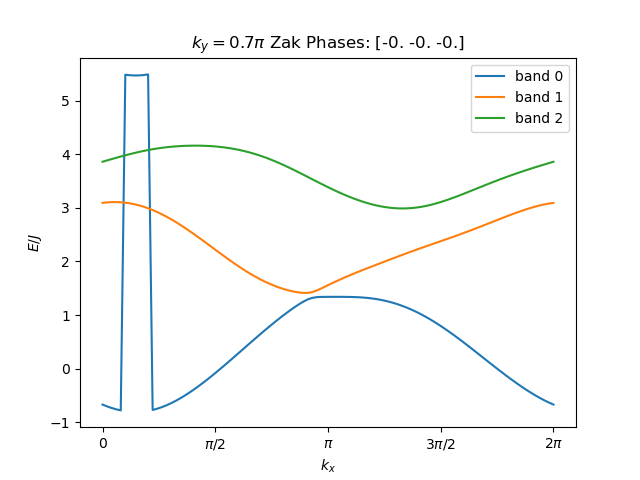 $k_y = 0.7\pi$ Zak Phases: [-0. -0. -0.]
band 0
band 1
band 2
E/J
5
4
3
2
1
0
−1
0
π/2
π
3π/2
2π
$k_x$